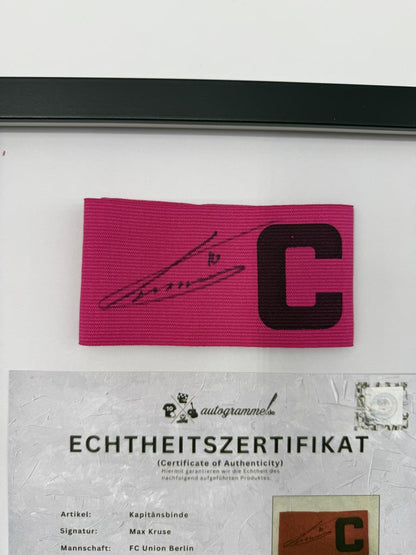 10
C
autogramme.de
ECHTHEITSZERTIFIKAT
(Certificate of Authenticity)
Hiermit garantieren wir die Echtheit des
nachfolgend aufgeführten Produktes.
Artikel: Kapitänsbinde
Signatur: Max Kruse
Mannschaft: FC Union Berlin
C